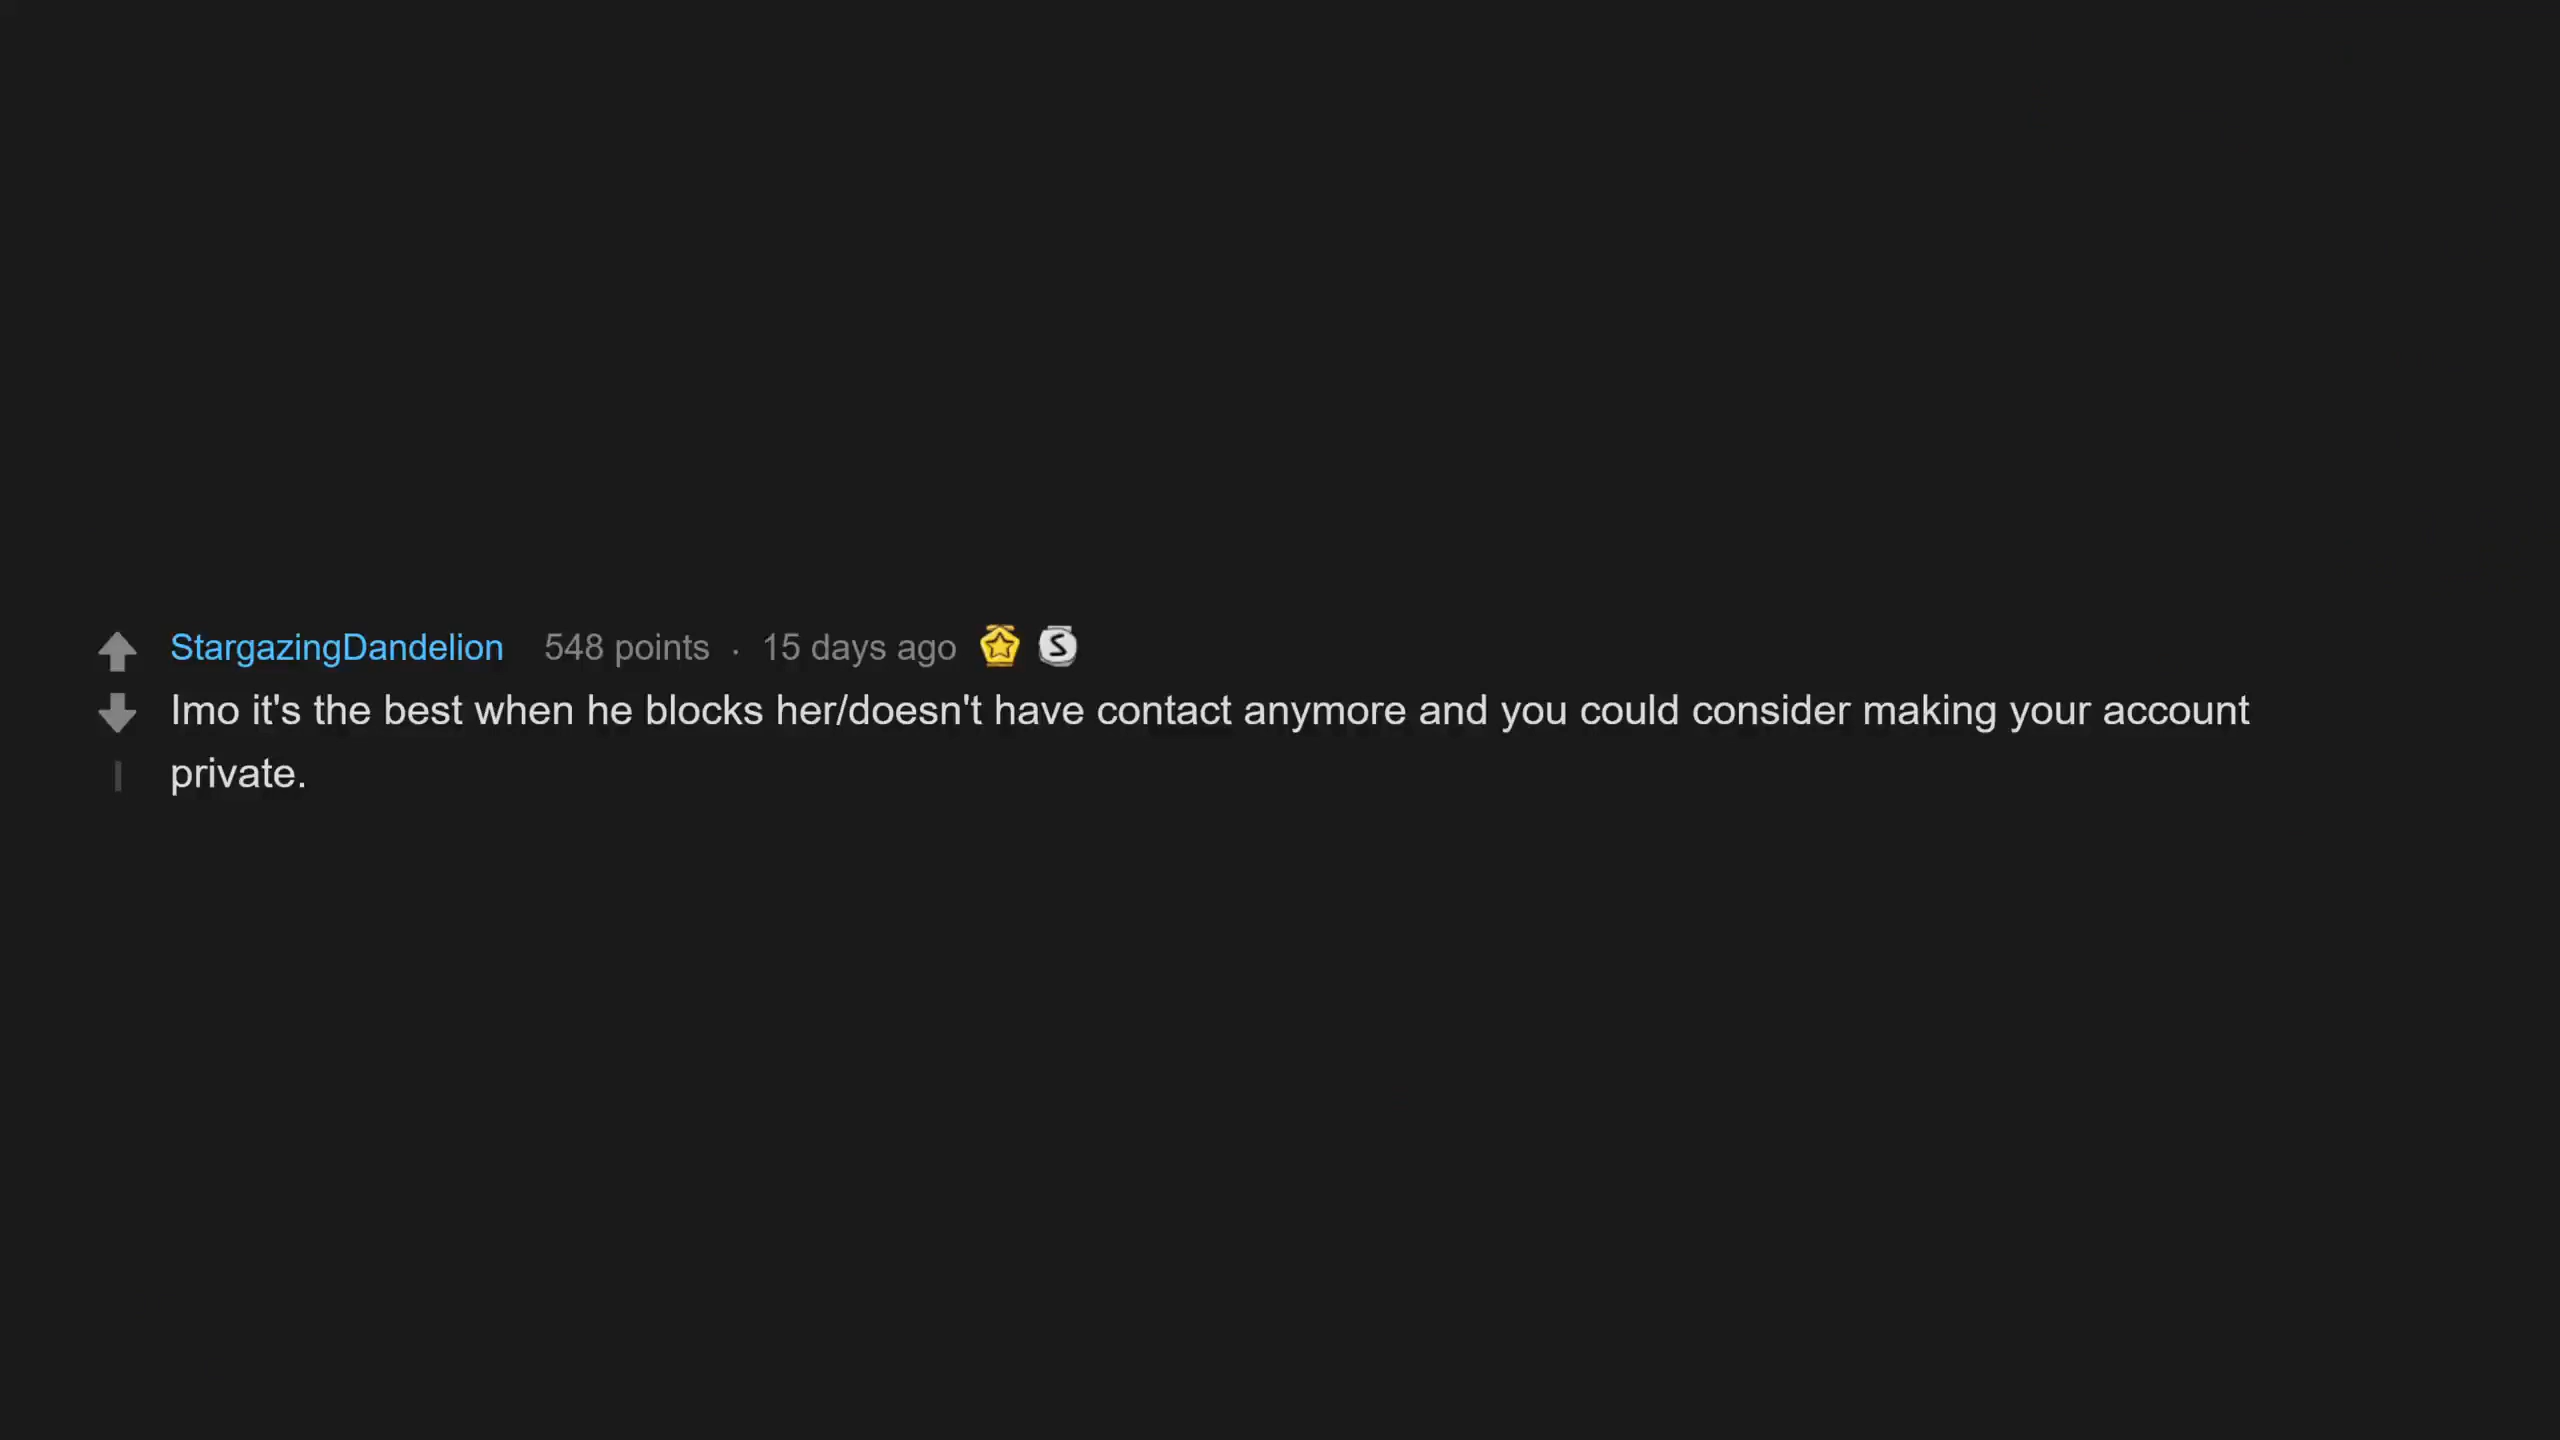 StargazingDandelion 548 points · 15 days ago S
Imo it's the best when he blocks her/doesn't have contact anymore and you could consider making your account
private.